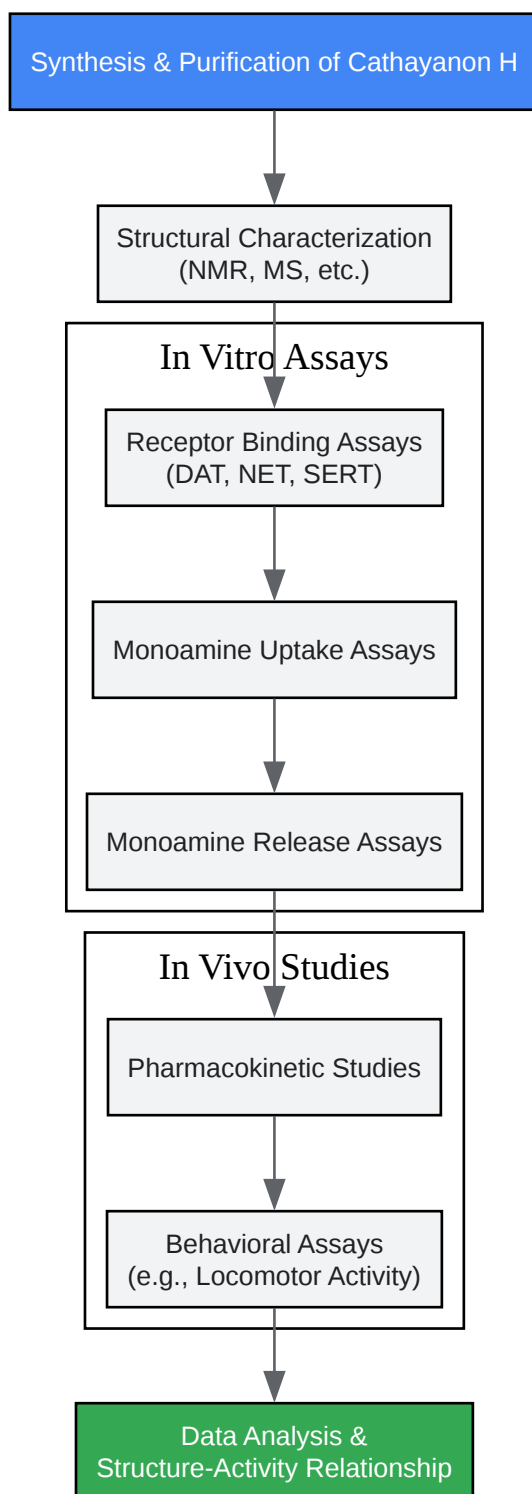 Synthesis & Purification of Cathayanon H
Structural Characterization
(NMR, MS, etc.)
In Vitro Assays
Receptor Binding Assays
(DAT, NET, SERT)
Monoamine Uptake Assays
Monoamine Release Assays
In Vivo Studies
Pharmacokinetic Studies
Behavioral Assays
(e.g., Locomotor Activity)
Data Analysis &
Structure-Activity Relationship